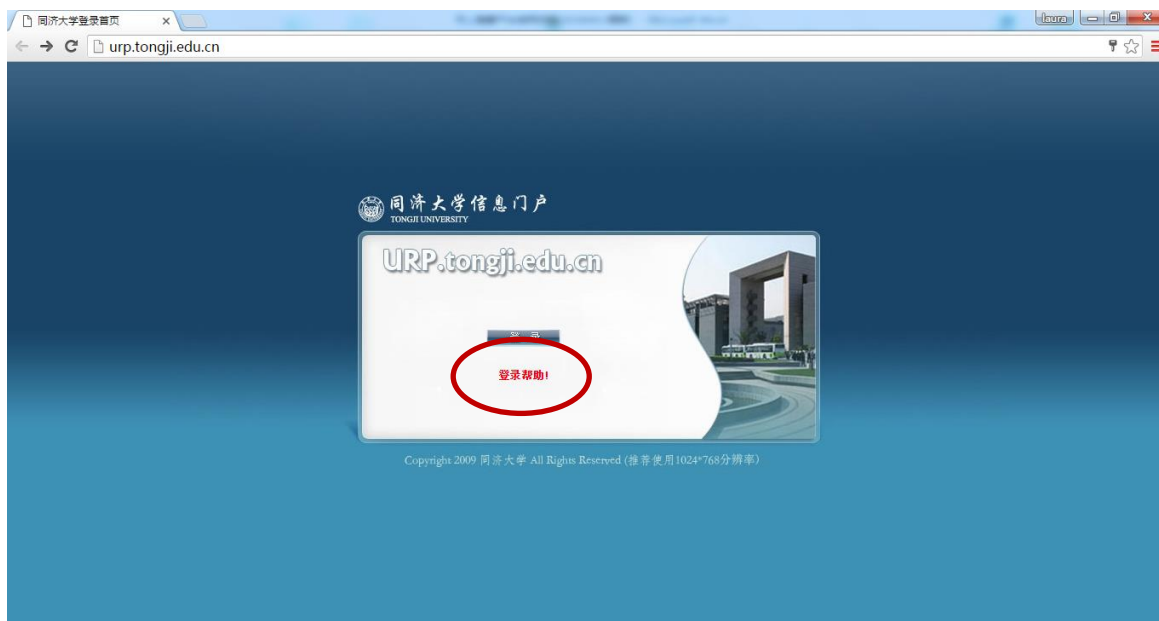 同济大学登录首页
laura
urp.tongji.edu.cn
同济大学信息门户
TONGJI UNIVERSITY
URP.tongji.edu.cn
登 录
登录帮助!
Copyright 2009 同济大学 All Rights Reserved (推荐使用1024*768分辨率)